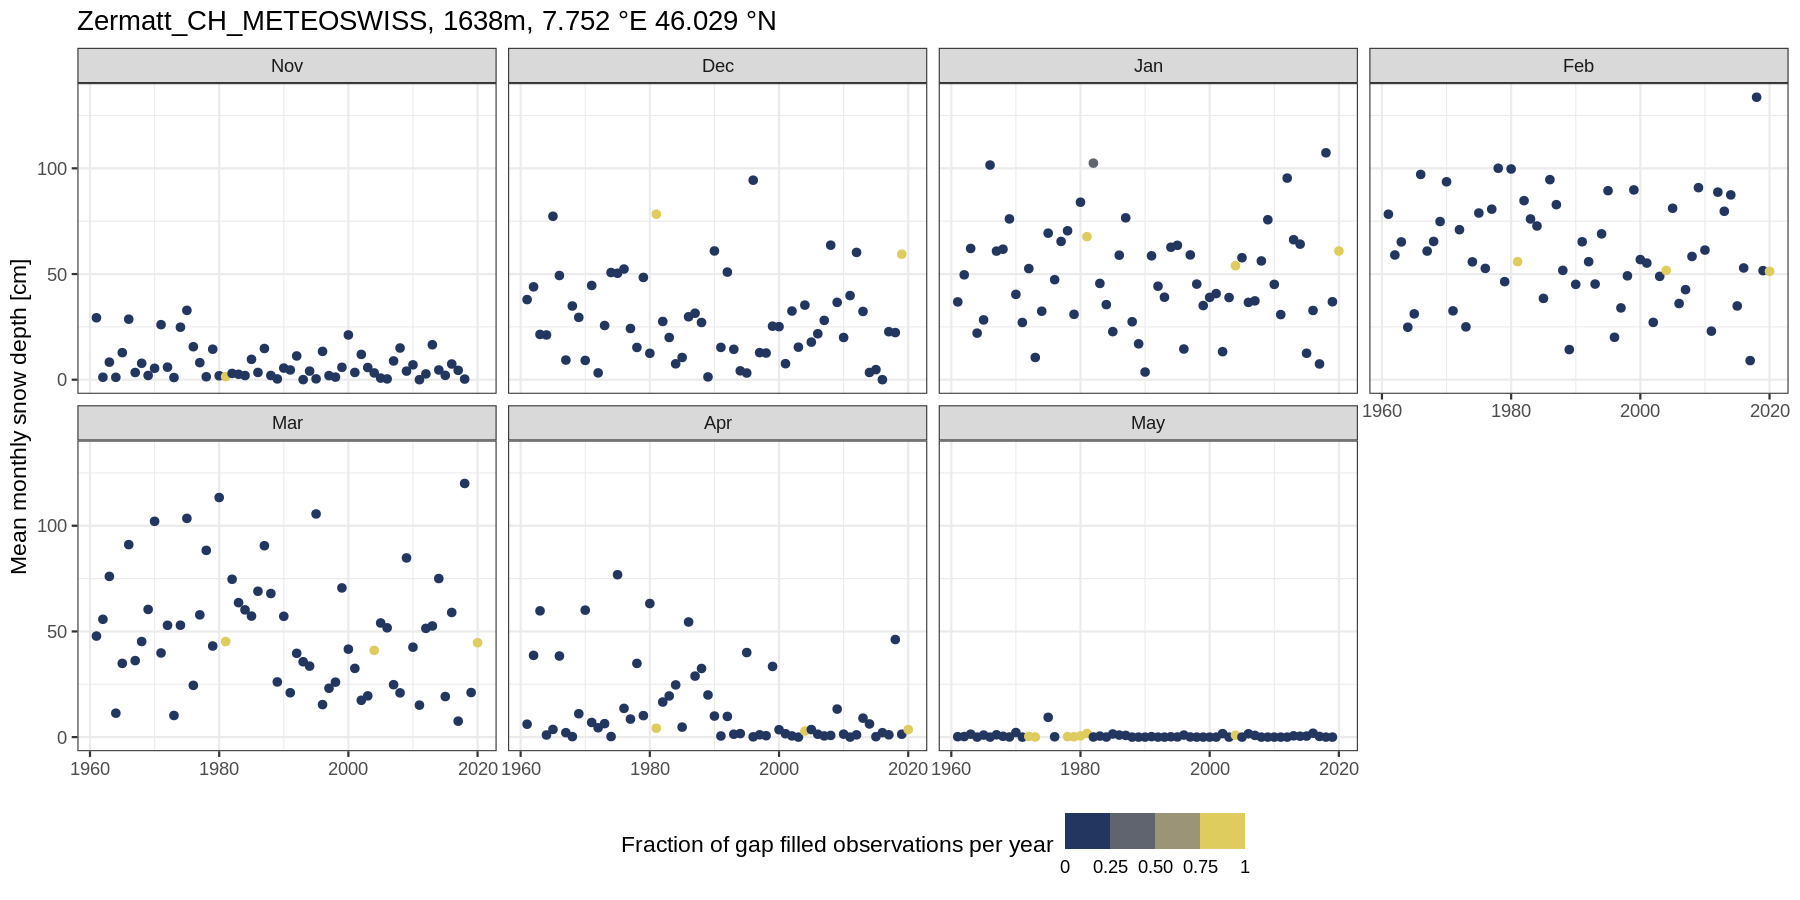 Zermatt_CH_METEOSWISS, 1638m, 7.752 °E 46.029 °N
Nov
Dec
Jan
Feb
Mean monthly snow depth [cm]
100
50
0
1960 1980 2000 2020
Mar
Apr
May
100
50
0
1960 1980 2000 2020
1960 1980 2000 2020
1960 1980 2000 2020
Fraction of gap filled observations per year
0 0.25 0.50 0.75 1